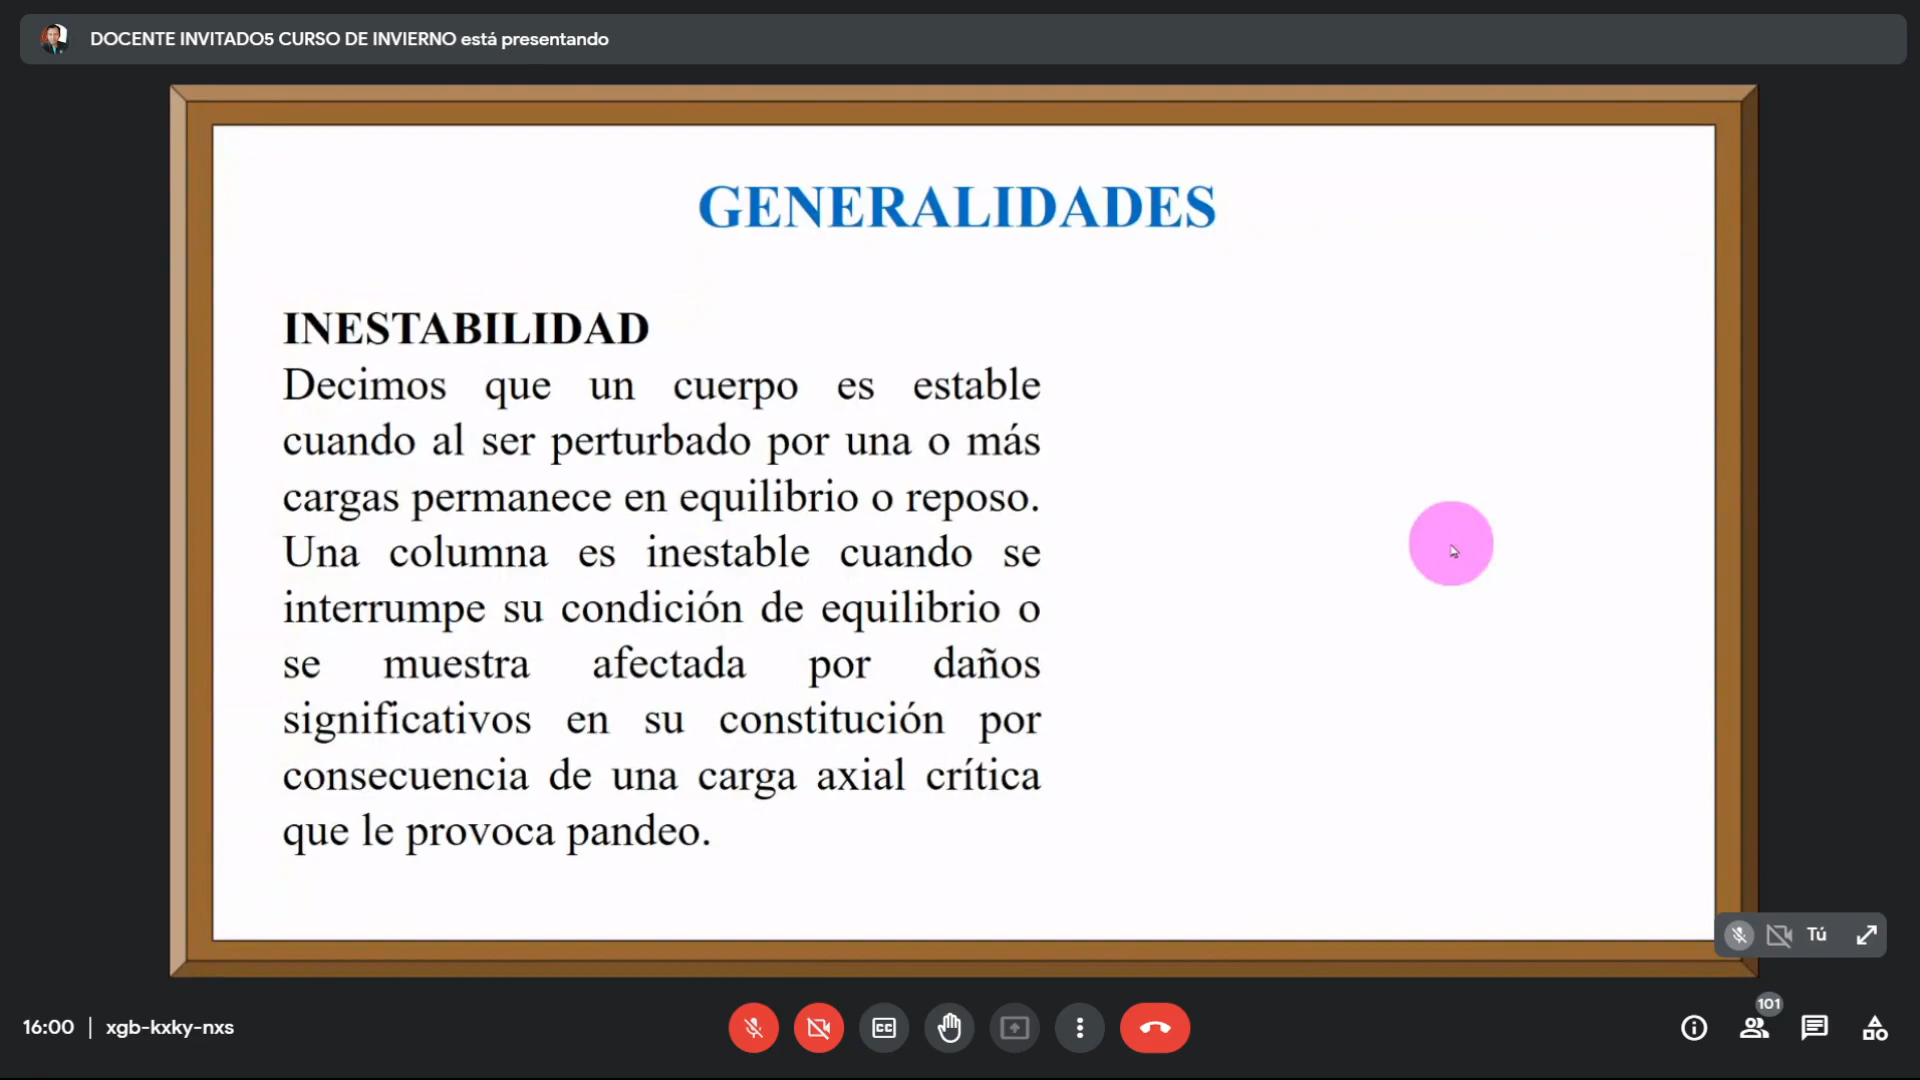 DOCENTE INVITADO5 CURSO DE INVIERNO está presentando
GENERALIDADES
INESTABILIDAD
Decimos que un cuerpo es estable
cuando al ser perturbado por una o más
cargas permanece en equilibrio o reposo.
Una columna es inestable cuando se
interrumpe su condición de equilibrio o
se muestra afectada por daños
significativos en su constitución por
consecuencia de una carga axial crítica
que le provoca pandeo.
Tú
16:00 | xgb-kxky-nxs
CC
101